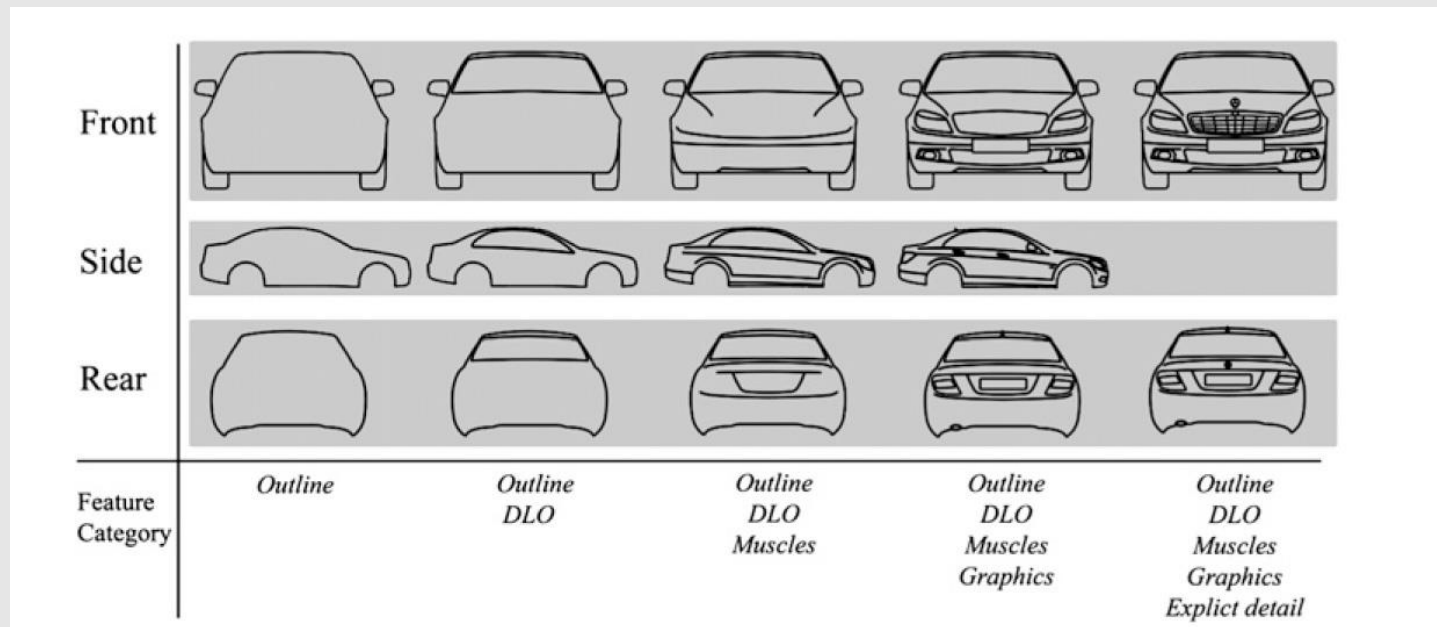 Front
Side
Rear
Feature
Category
Outline
Outline
DLO
Outline
DLO
Muscles
Outline
DLO
Muscles
Graphics
Outline
DLO
Muscles
Graphics
Explict detail